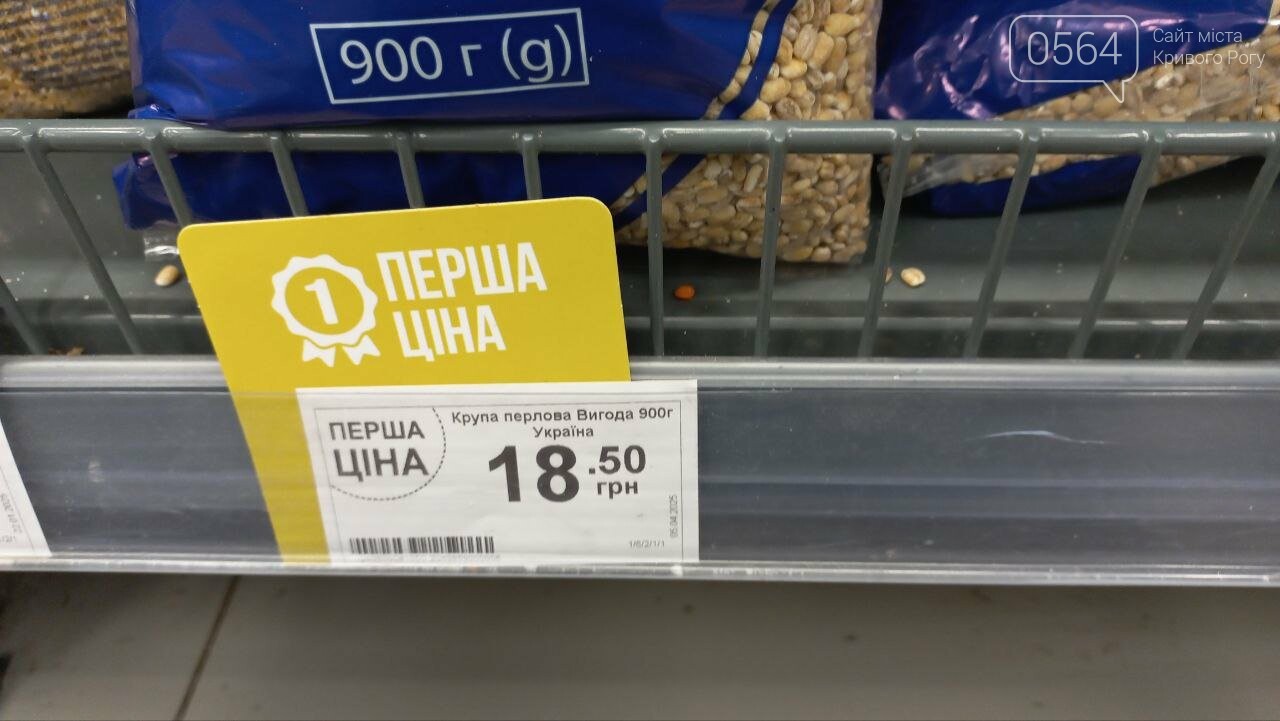 900 г (g)
0564
Сайт міста
Кривого Рогу
1
ПЕРША
ЦІНА
ПЕРША
ЦІНА
Крупа перлова Вигода 900г
Україна
18.50
грн
05.04.2025
1/6/2/1/1